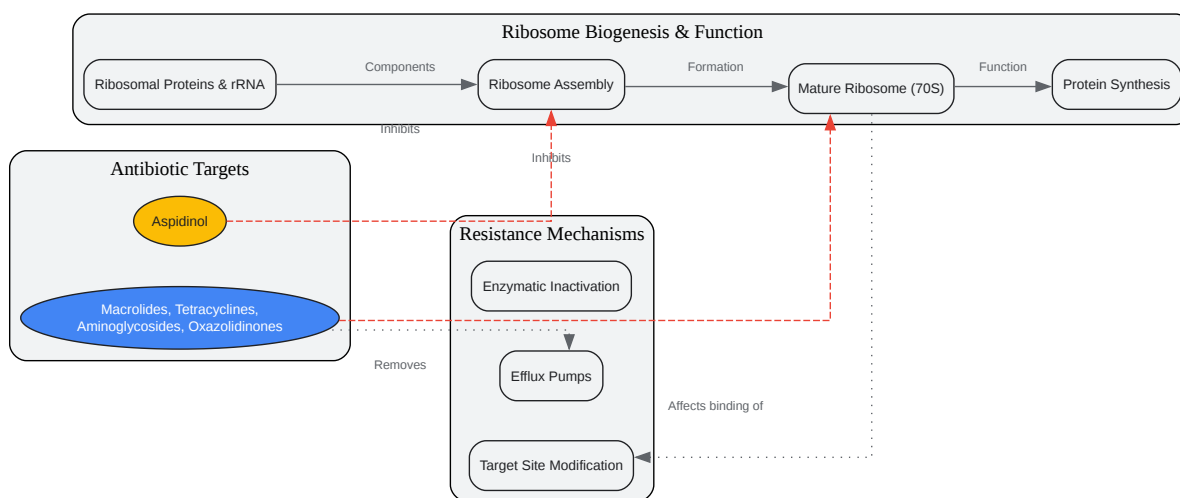 Ribosome Biogenesis & Function
Ribosomal Proteins & rRNA
Components
Ribosome Assembly
Formation
Mature Ribosome (70S)
Function
Protein Synthesis
Inhibits
Inhibits
Antibiotic Targets
Aspidinol
Macrolides, Tetracyclines,
Aminoglycosides, Oxazolidinones
Removes
Resistance Mechanisms
Enzymatic Inactivation
Efflux Pumps
Affects binding of
Target Site Modification